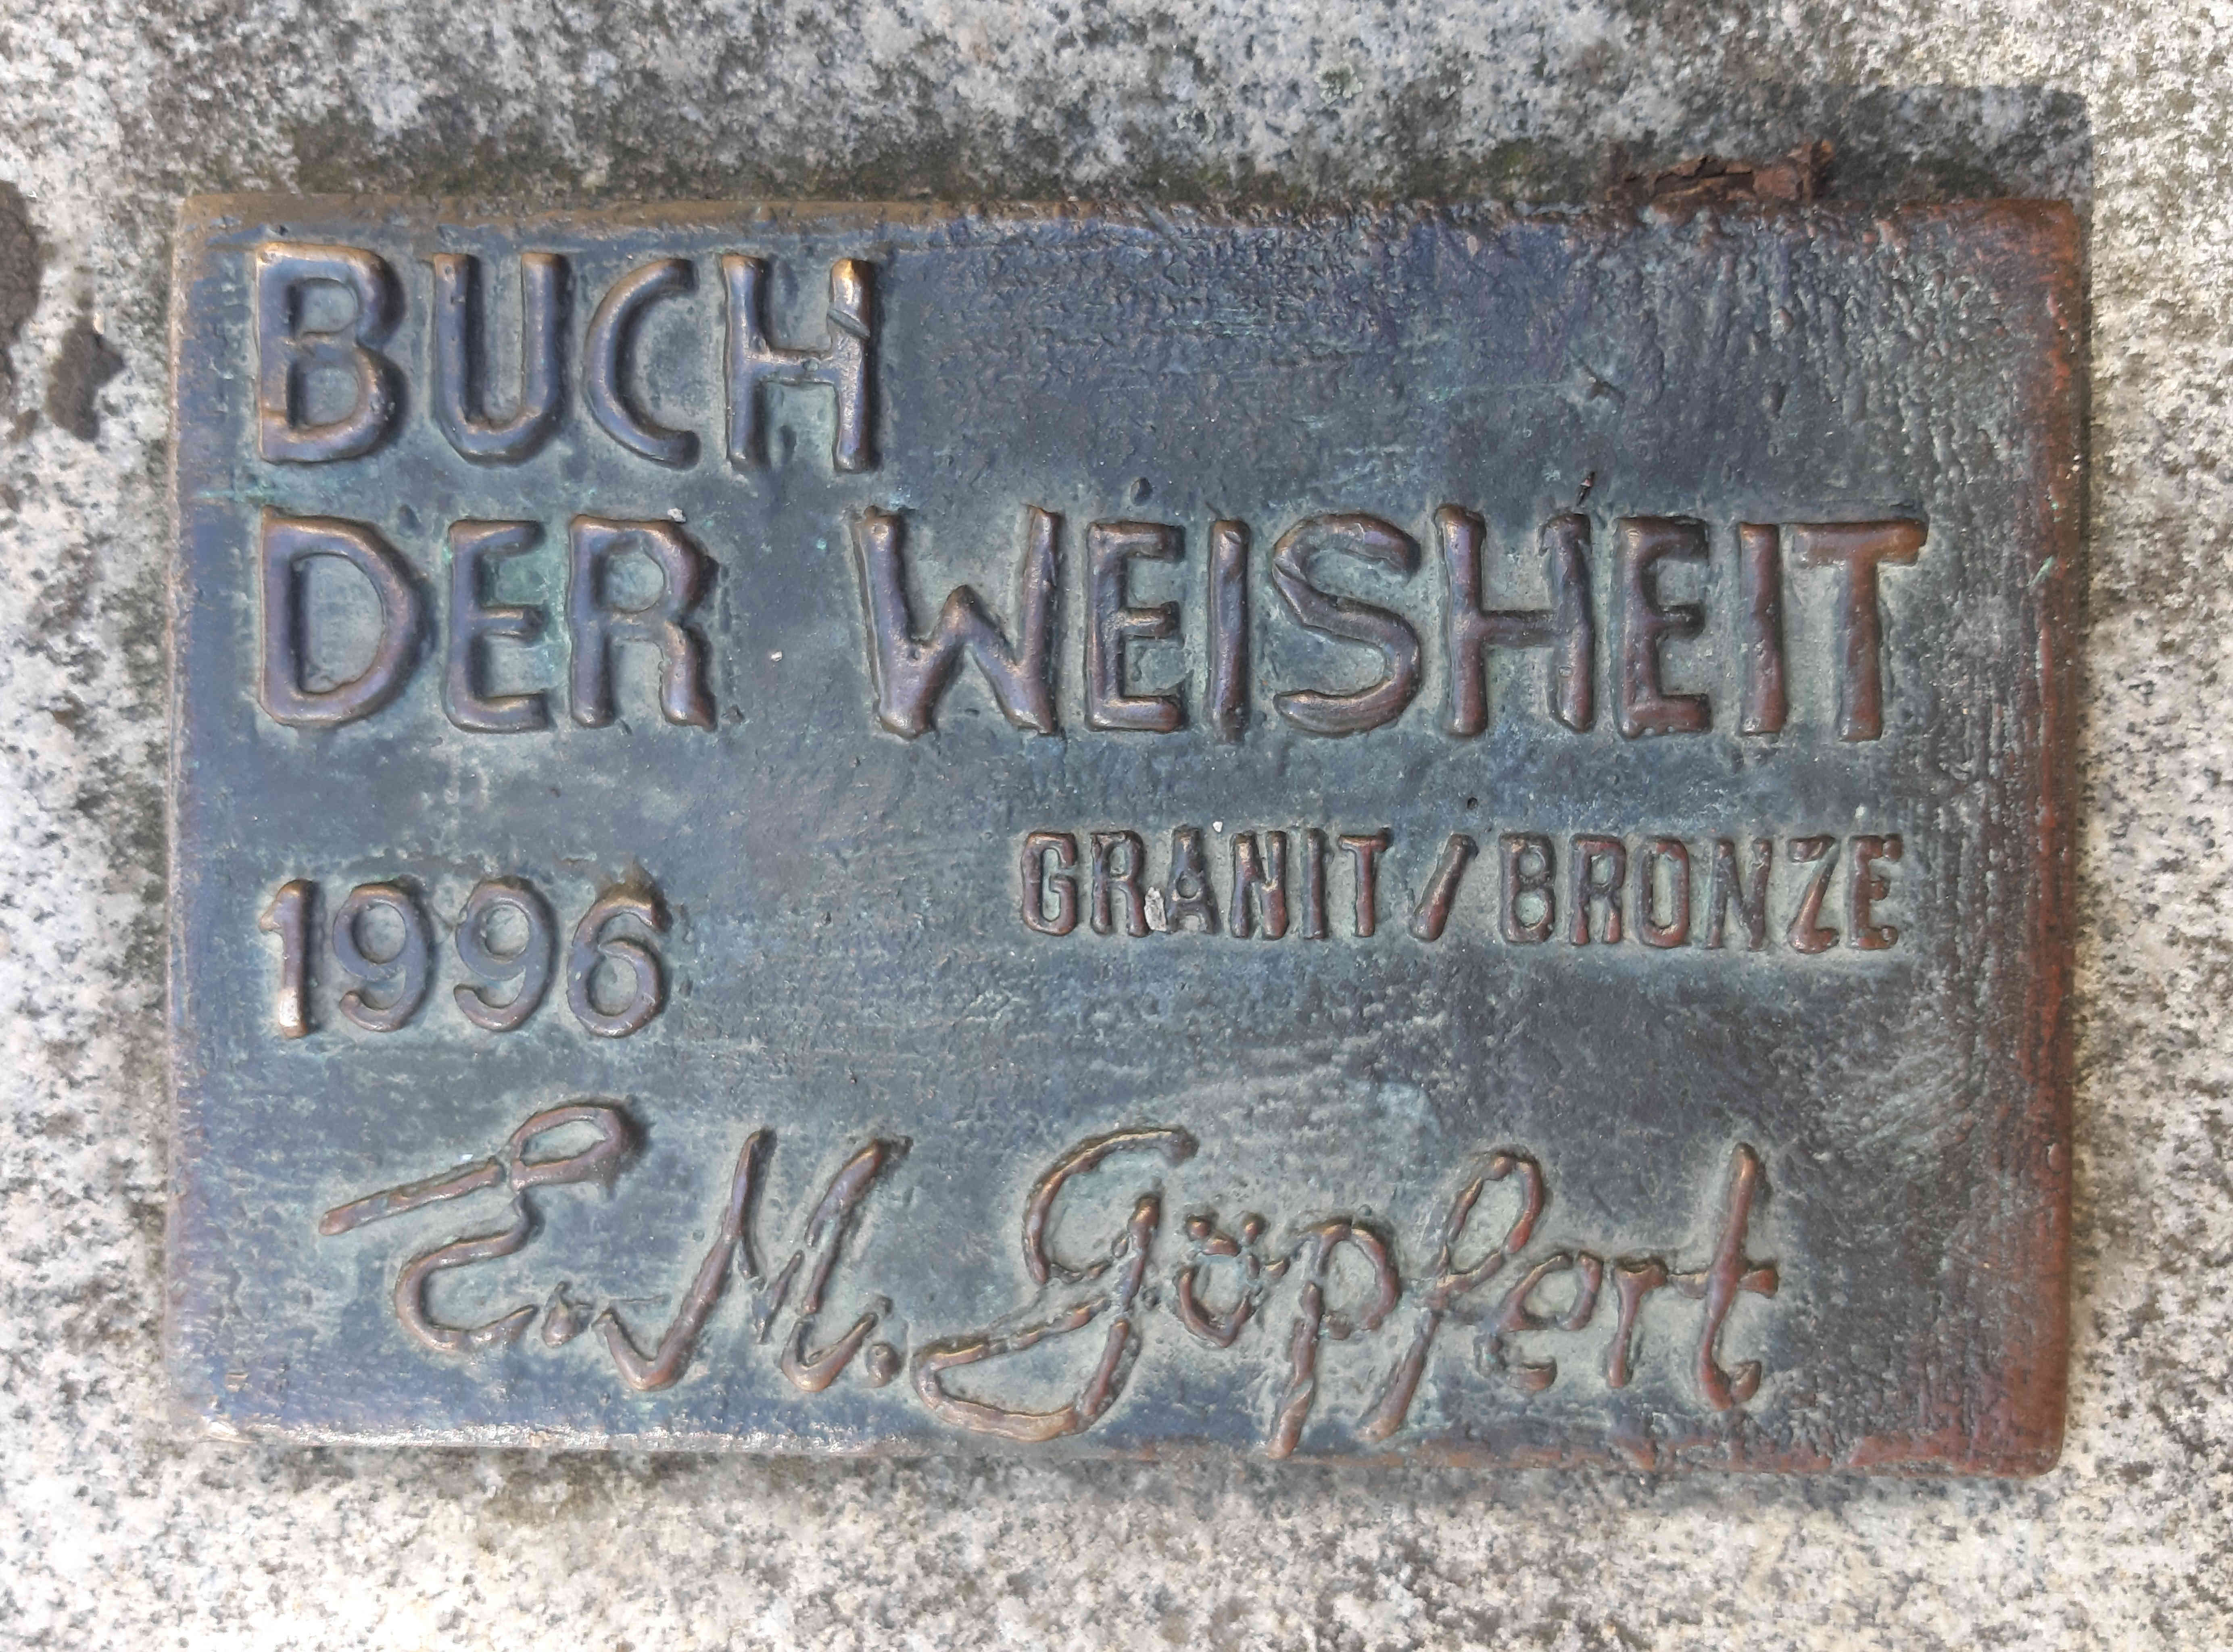 BUCH
DER WEISHEIT
GRANIT/BRONZE
1996
E.M. Göpfert